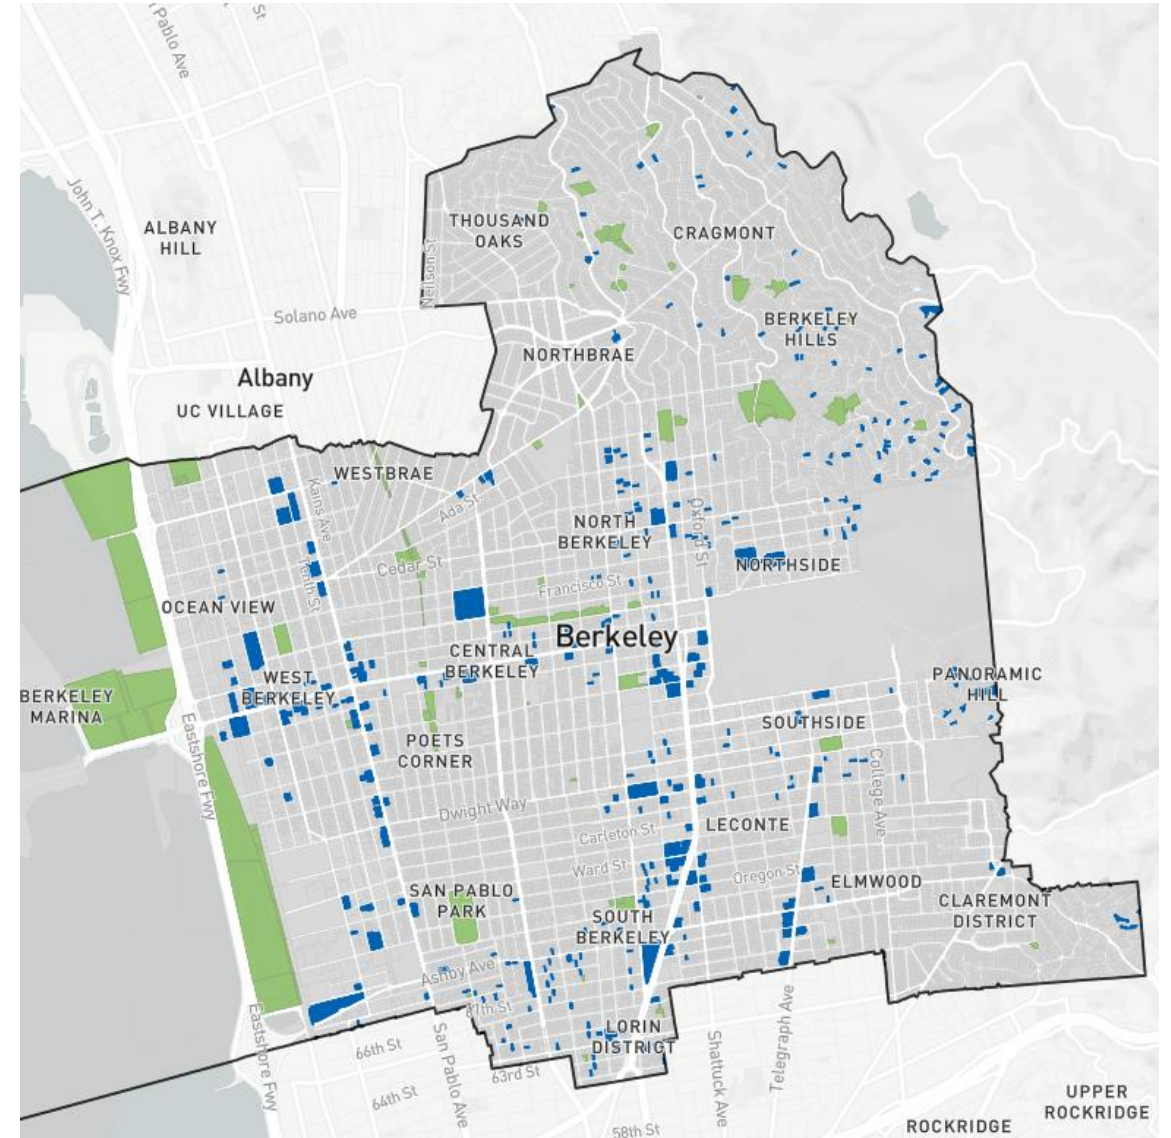 Pablo Ave
St
John T. Knox Fwy
ALBANY
HILL
Neilson St
THOUSAND
OAKS
CRAGMONT
Solano Ave
BERKELEY
HILLS
NORTHBRAE
Albany
UC VILLAGE
WESTBRAE
Kains Ave
Ada St
Oxford St
NORTH
BERKELEY
Cedar St
NORTHSIDE
Tenth St
Francisco St
OCEAN VIEW
Berkeley
CENTRAL
BERKELEY
WEST
BERKELEY
PANORAMIC
HILL
BERKELEY
MARINA
SOUTHSIDE
Eastshore Fwy
POETS
CORNER
College Ave
Dwight Way
LECONTE
Carleton St
Ward St
Oregon St
ELMWOOD
SAN PABLO
PARK
CLAREMONT
DISTRICT
SOUTH
BERKELEY
Ashby Ave
67th St
Eastshore Fwy
LORIN
DISTRICT
66th St
San Pablo Ave
63rd St
Shattuck Ave
Telegraph Ave
64th St
UPPER
ROCKRIDGE
58th St
ROCKRIDGE